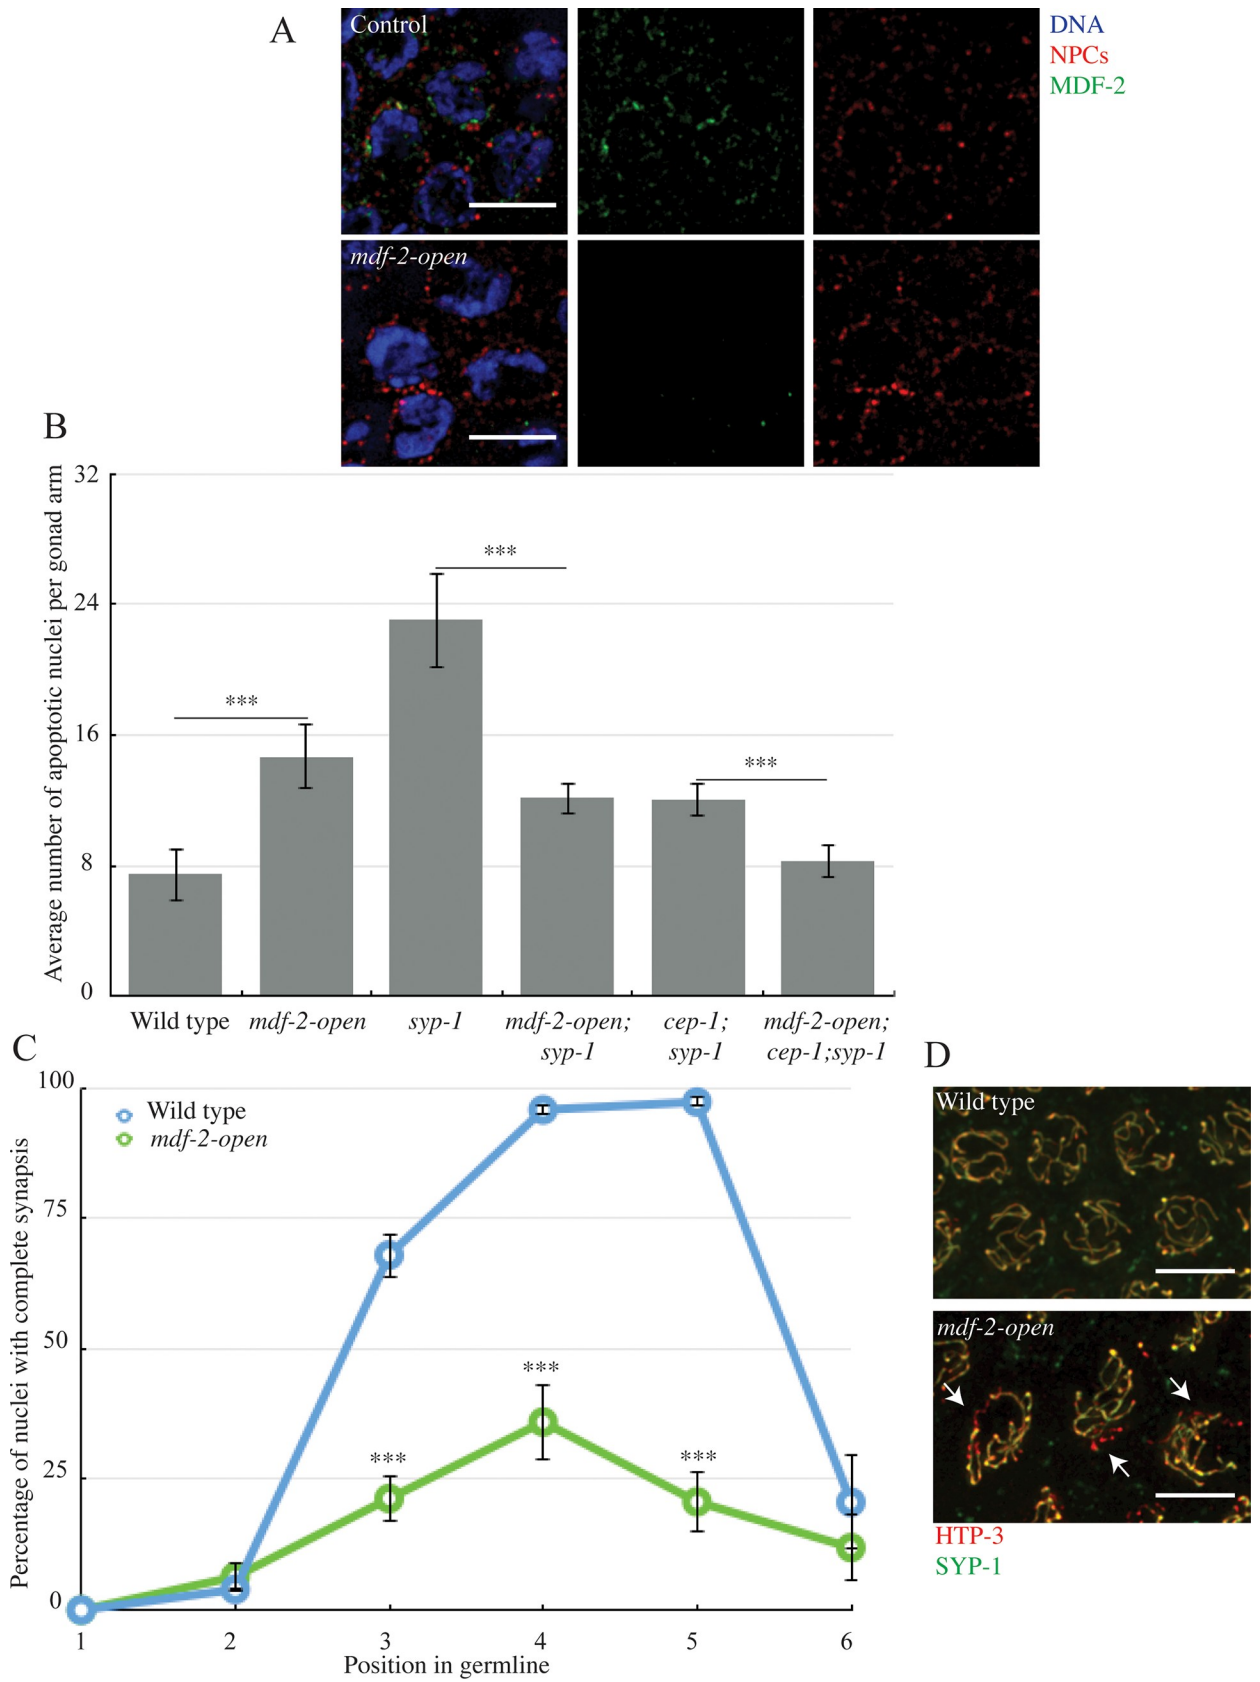 A
Control
DNA
NPCs
MDF-2
mdf-2-open
B
Average number of apoptotic nuclei per gonad arm
32
24
16
8
0
***
***
***
Wild type
mdf-2-open
syp-1
mdf-2-open;
syp-1
cep-1;
syp-1
mdf-2-open;
cep-1;syp-1
C
Percentage of nuclei with complete synapsis
100
75
50
25
0
Wild type
mdf-2-open
***
***
***
1 2 3 4 5 6
Position in germline
D
Wild type
mdf-2-open
HTP-3
SYP-1